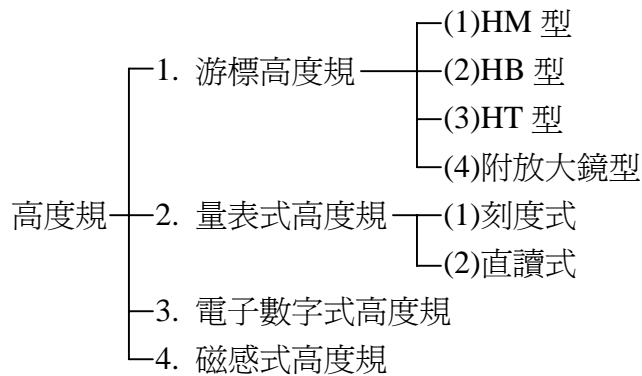 (1)HM 型
1. 游標高度規
(2)HB 型
(3)HT 型
(4)附放大鏡型
高度規
2. 量表式高度規
(1)刻度式
(2)直讀式
3. 電子數字式高度規
4. 磁感式高度規